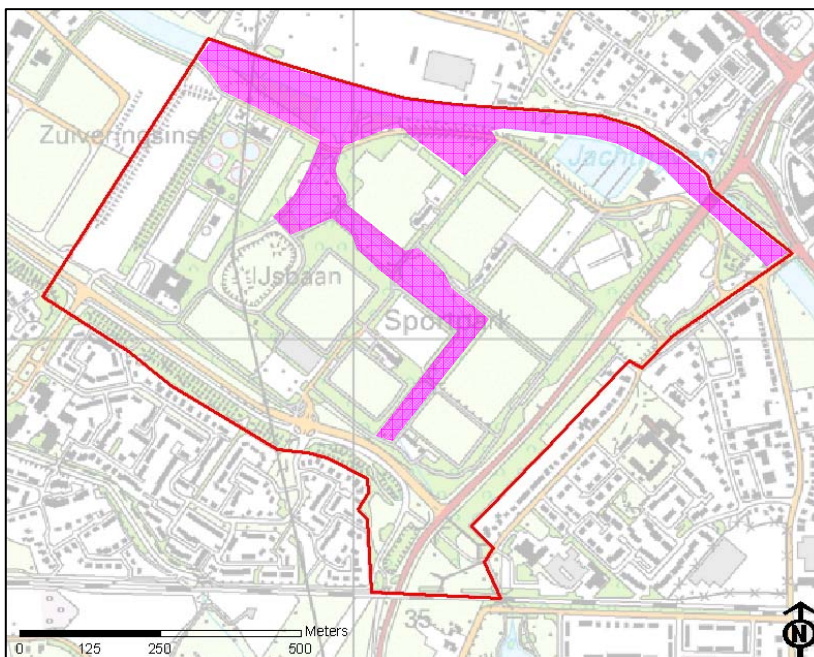 Zuiveringsinst
Jachthaven
IJsbaan
Sportpark
35
Meters
0 125 250 500
N